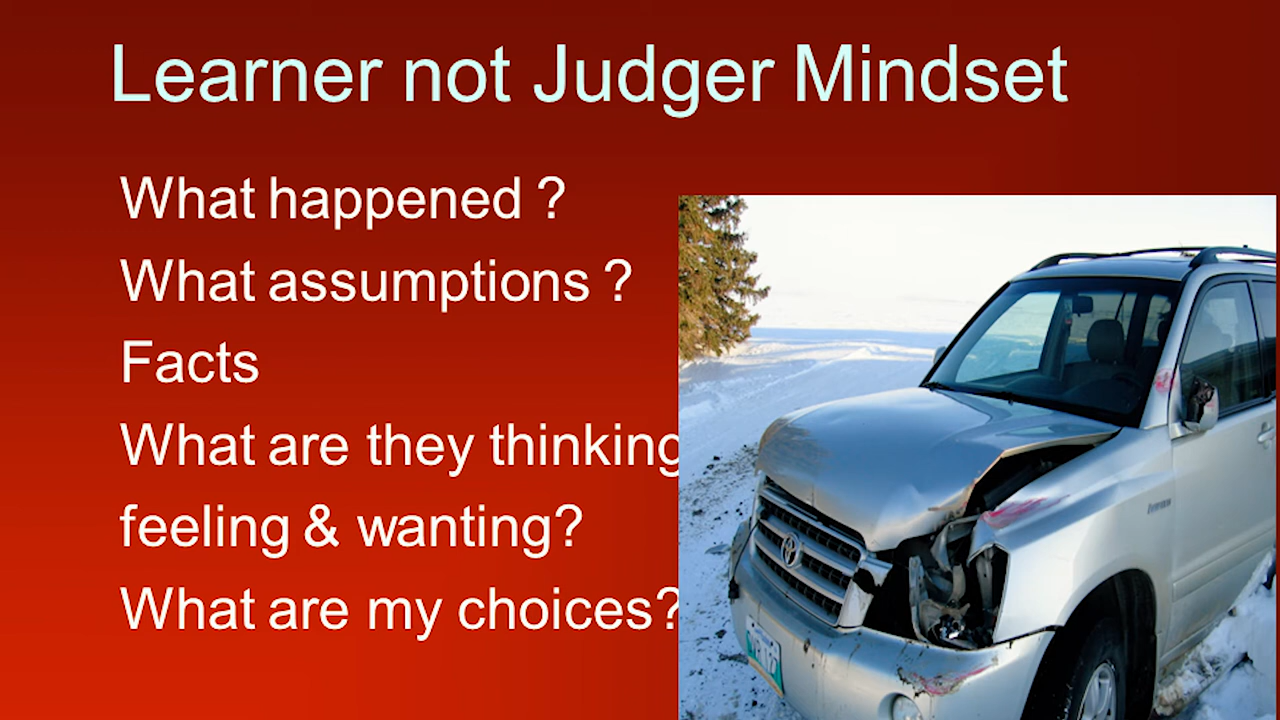 Learner not Judger Mindset
What happened ?
What assumptions ?
Facts
What are they thinking
feeling & wanting?
What are my choices?